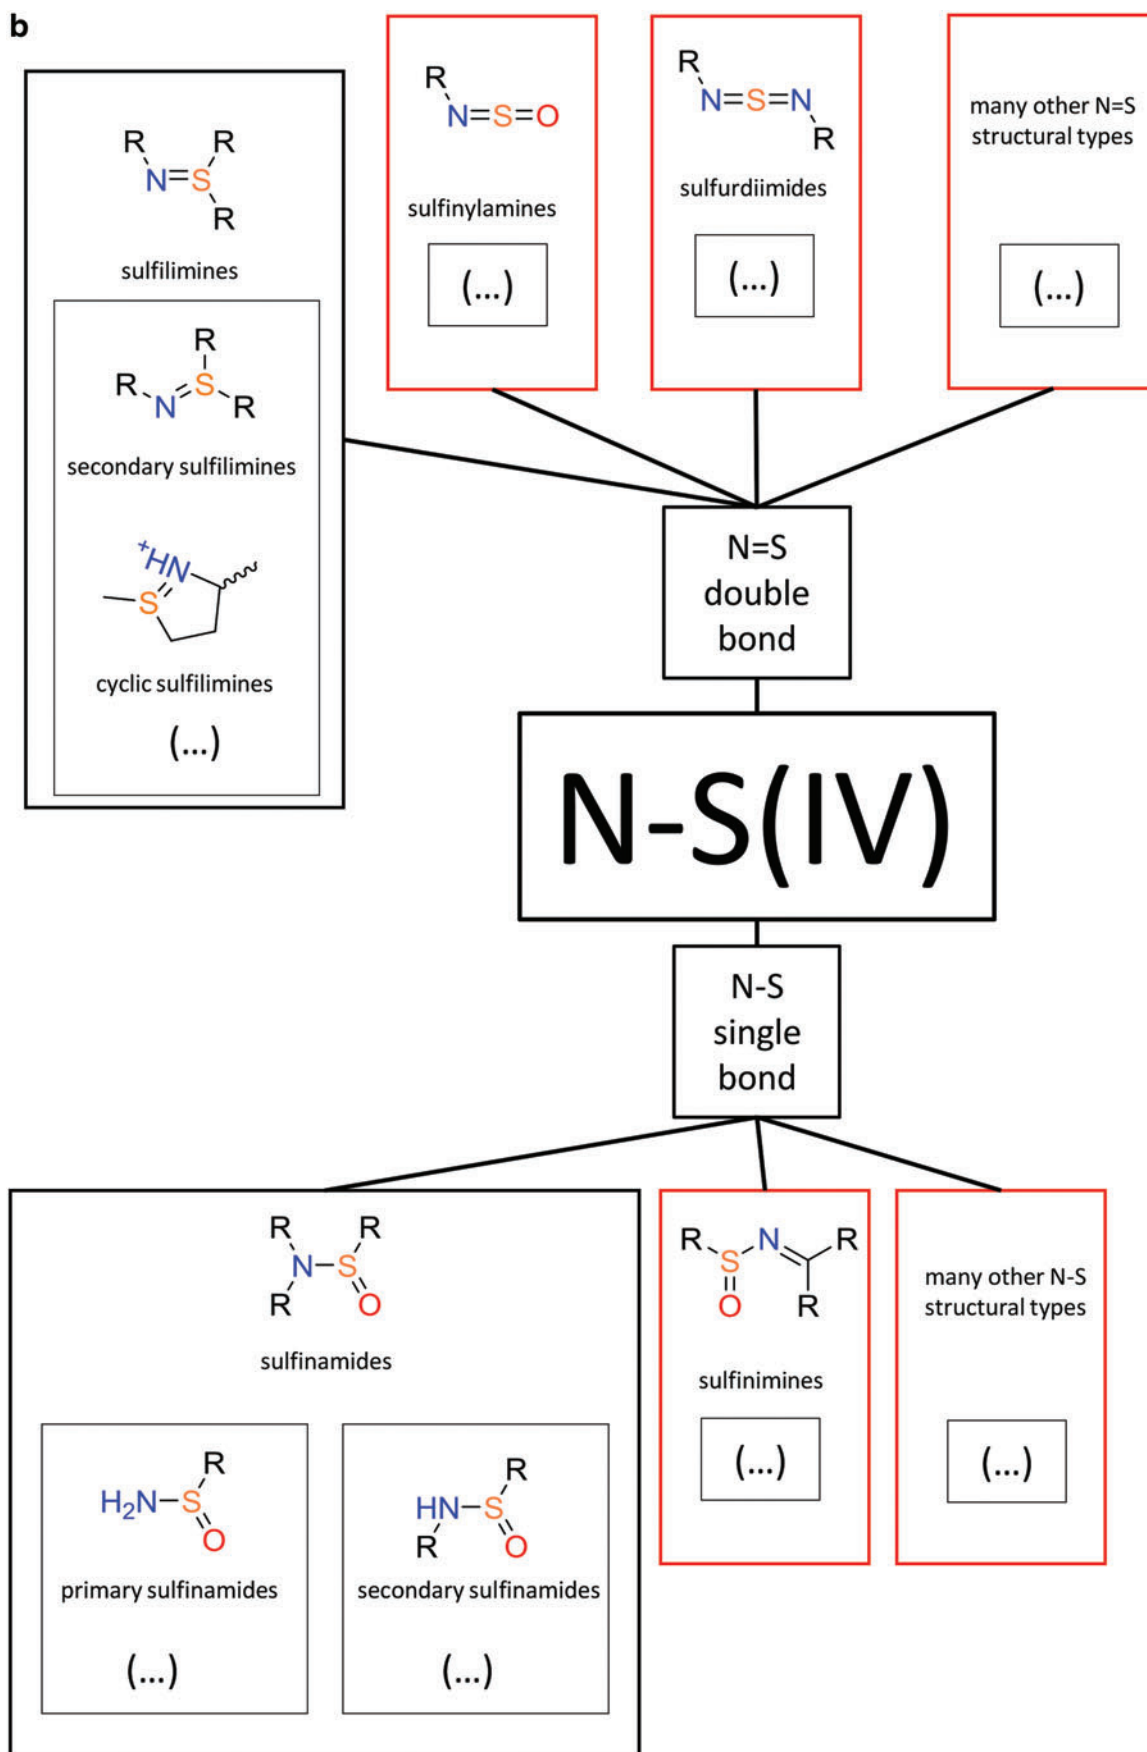 b
R
N=S=O
sulfinylamines
(...)
R
N=S=N
R
sulfurdiimides
(...)
many other N=S
structural types
(...)
R R
N=S
R
sulfilimines
R
R S
N R
secondary sulfilimines
+HN
S
cyclic sulfilimines
(...)
N=S
double
bond
N-S(IV)
N-S
single
bond
R R
N-S
R O
sulfinamides
R
H2N-S
O
primary sulfinamides
(...)
R
HN-S
R O
secondary sulfinamides
(...)
R N R
S
O R
sulfinimines
(...)
many other N-S
structural types
(...)